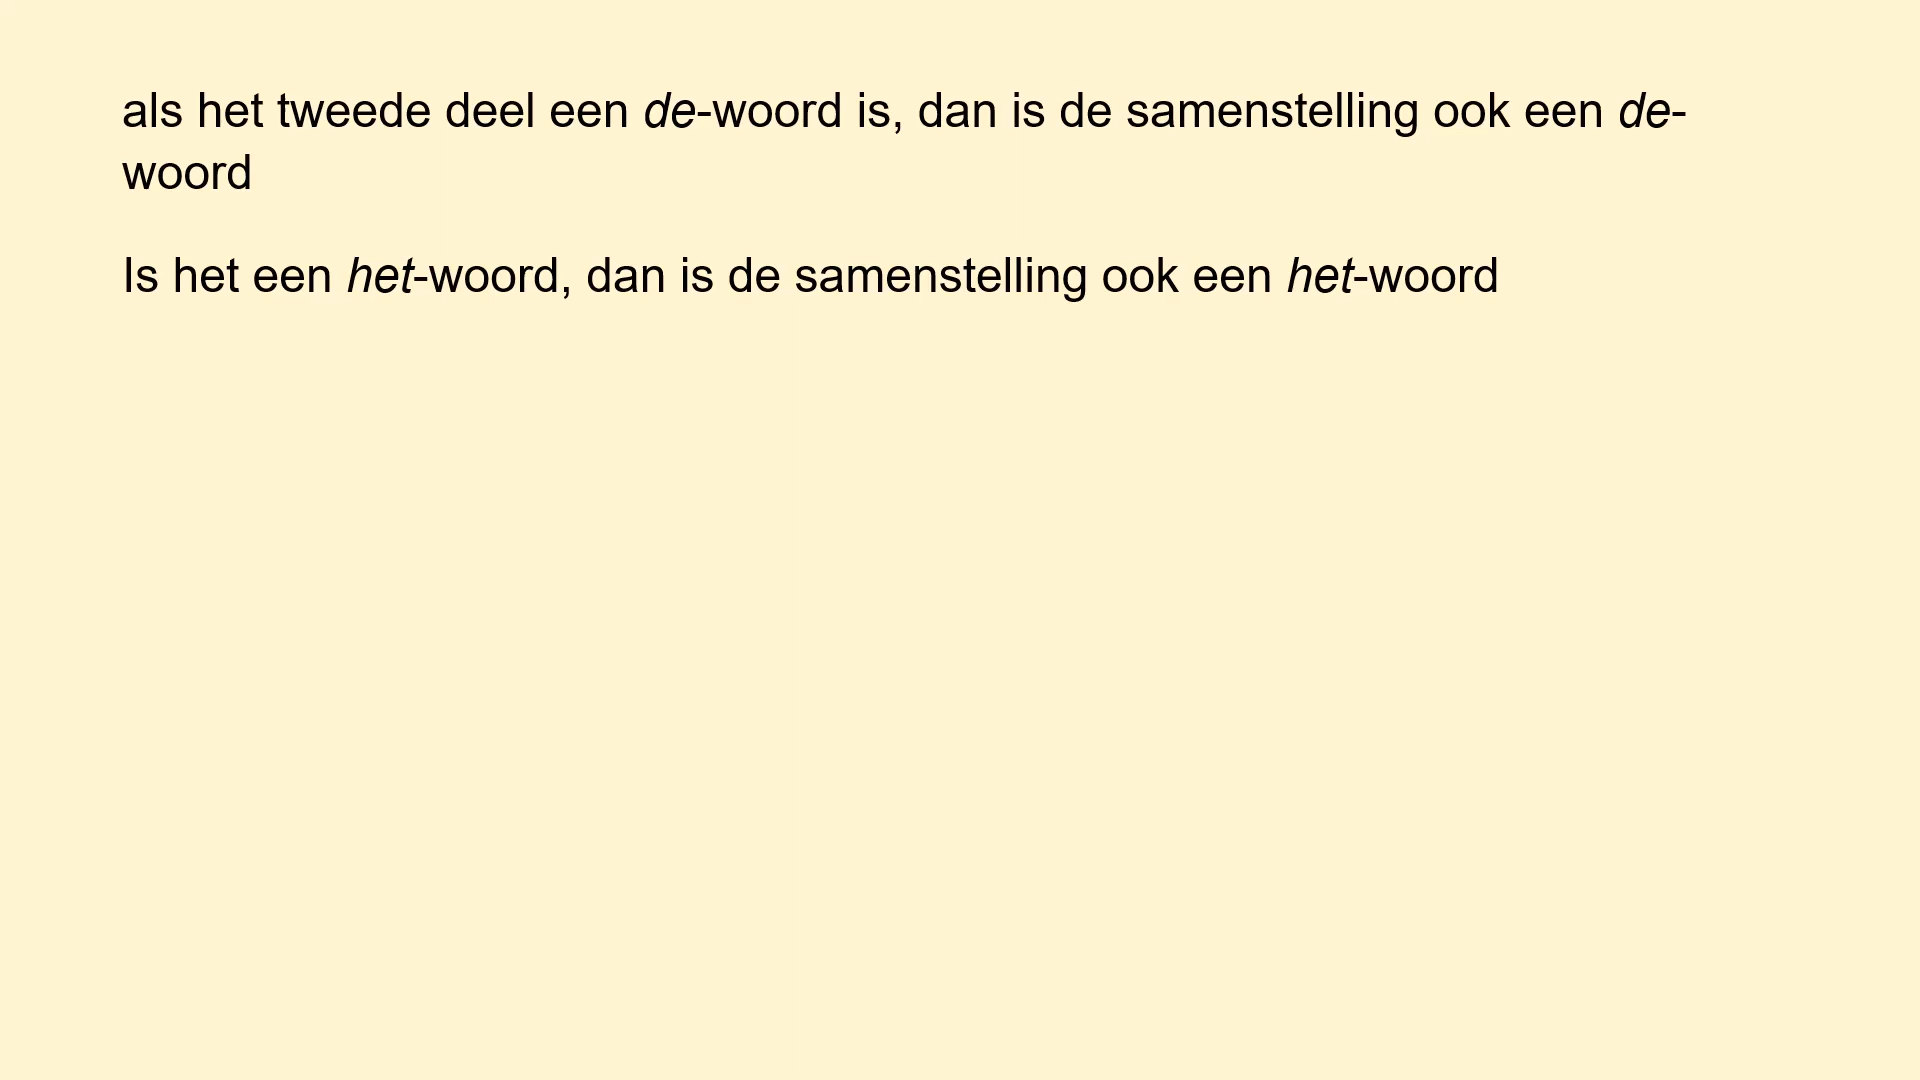 als het tweede deel een de-woord is, dan is de samenstelling ook een de-
woord
Is het een het-woord, dan is de samenstelling ook een het-woord